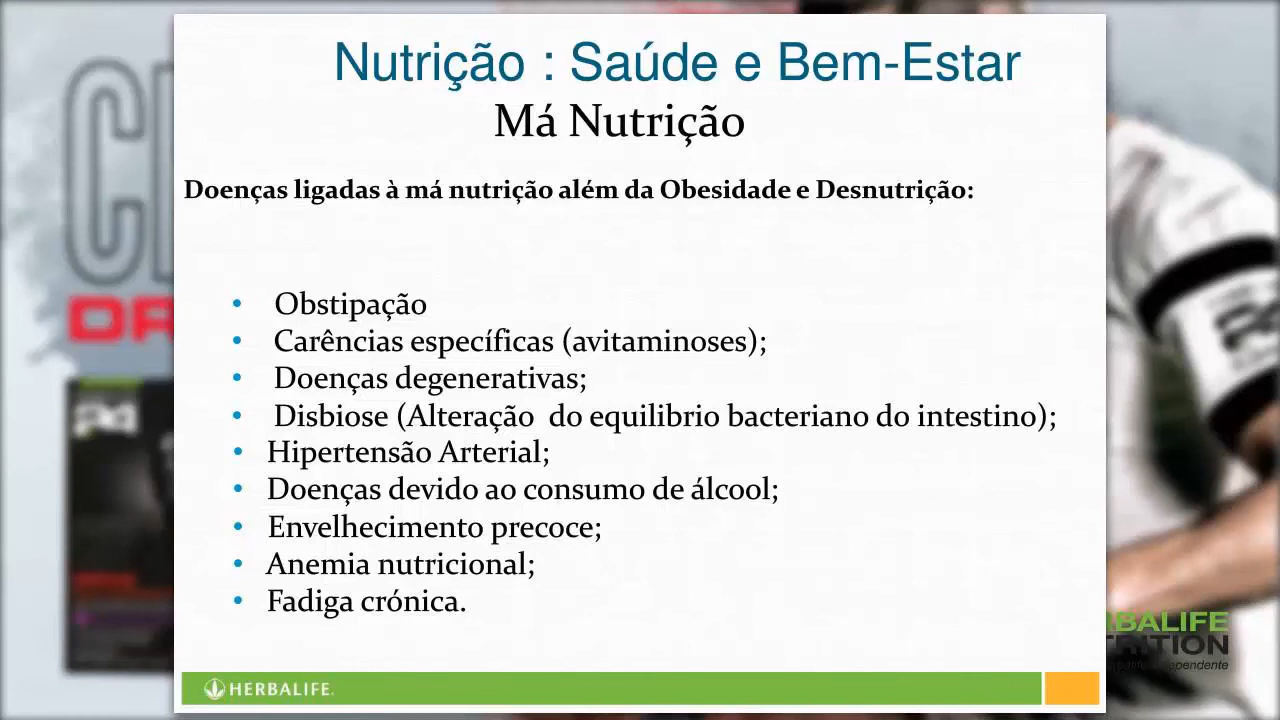 Nutrição : Saúde e Bem-Estar
Má Nutrição
Doenças ligadas à má nutrição além da Obesidade e Desnutrição:
• Obstipação
• Carências específicas (avitaminoses);
• Doenças degenerativas;
• Disbiose (Alteração do equilibrio bacteriano do intestino);
• Hipertensão Arterial;
• Doenças devido ao consumo de álcool;
• Envelhecimento precoce;
• Anemia nutricional;
• Fadiga crónica.
HERBALIFE